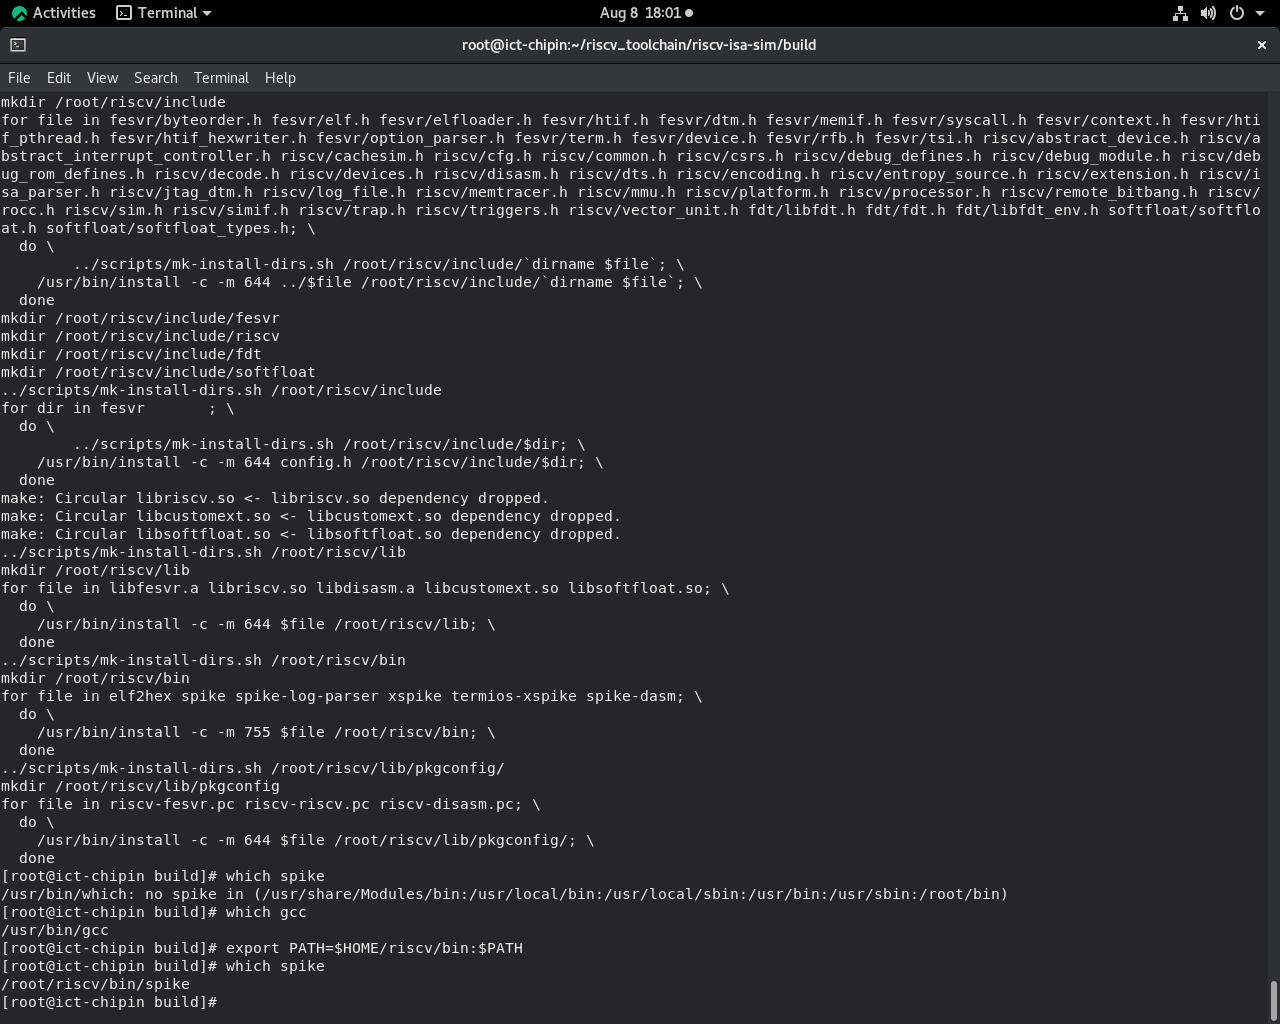 Activities Terminal Aug 8 18:01
root@ict-chipin:~/riscv_toolchain/riscv-isa-sim/build
File Edit View Search Terminal Help
mkdir /root/riscv/include
for file in fesvr/byteorder.h fesvr/elf.h fesvr/elfloader.h fesvr/htif.h fesvr/dtm.h fesvr/memif.h fesvr/syscall.h fesvr/context.h fesvr/hti
f_pthread.h fesvr/htif_hexwriter.h fesvr/option_parser.h fesvr/term.h fesvr/device.h fesvr/rfb.h fesvr/tsi.h riscv/abstract_device.h riscv/a
bstract_interrupt_controller.h riscv/cachesim.h riscv/cfg.h riscv/common.h riscv/csrs.h riscv/debug_defines.h riscv/debug_module.h riscv/deb
ug_rom_defines.h riscv/decode.h riscv/devices.h riscv/disasm.h riscv/dts.h riscv/encoding.h riscv/entropy_source.h riscv/extension.h riscv/i
sa_parser.h riscv/jtag_dtm.h riscv/log_file.h riscv/memtracer.h riscv/mmu.h riscv/platform.h riscv/processor.h riscv/remote_bitbang.h riscv/
rocc.h riscv/sim.h riscv/simif.h riscv/trap.h riscv/triggers.h riscv/vector_unit.h fdt/libfdt.h fdt/fdt.h fdt/libfdt_env.h softfloat/softflo
at.h softfloat/softfloat_types.h; \
  do \
        ../scripts/mk-install-dirs.sh /root/riscv/include/`dirname $file`; \
    /usr/bin/install -c -m 644 ../$file /root/riscv/include/`dirname $file`; \
  done
mkdir /root/riscv/include/fesvr
mkdir /root/riscv/include/riscv
mkdir /root/riscv/include/fdt
mkdir /root/riscv/include/softfloat
../scripts/mk-install-dirs.sh /root/riscv/include
for dir in fesvr       ; \
  do \
        ../scripts/mk-install-dirs.sh /root/riscv/include/$dir; \
    /usr/bin/install -c -m 644 config.h /root/riscv/include/$dir; \
  done
make: Circular libriscv.so <- libriscv.so dependency dropped.
make: Circular libcustomext.so <- libcustomext.so dependency dropped.
make: Circular libsoftfloat.so <- libsoftfloat.so dependency dropped.
../scripts/mk-install-dirs.sh /root/riscv/lib
mkdir /root/riscv/lib
for file in libfesvr.a libriscv.so libdisasm.a libcustomext.so libsoftfloat.so; \
  do \
    /usr/bin/install -c -m 644 $file /root/riscv/lib; \
  done
../scripts/mk-install-dirs.sh /root/riscv/bin
mkdir /root/riscv/bin
for file in elf2hex spike spike-log-parser xspike termios-xspike spike-dasm; \
  do \
    /usr/bin/install -c -m 755 $file /root/riscv/bin; \
  done
../scripts/mk-install-dirs.sh /root/riscv/lib/pkgconfig/
mkdir /root/riscv/lib/pkgconfig
for file in riscv-fesvr.pc riscv-riscv.pc riscv-disasm.pc; \
  do \
    /usr/bin/install -c -m 644 $file /root/riscv/lib/pkgconfig/; \
  done
[root@ict-chipin build]# which spike
/usr/bin/which: no spike in (/usr/share/Modules/bin:/usr/local/bin:/usr/local/sbin:/usr/bin:/usr/sbin:/root/bin)
[root@ict-chipin build]# which gcc
/usr/bin/gcc
[root@ict-chipin build]# export PATH=$HOME/riscv/bin:$PATH
[root@ict-chipin build]# which spike
/root/riscv/bin/spike
[root@ict-chipin build]#